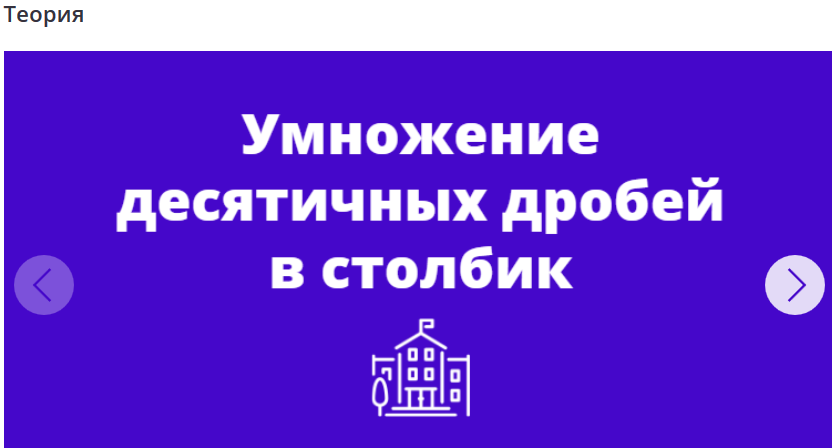 Теория
Умножение
десятичных дробей
в столбик